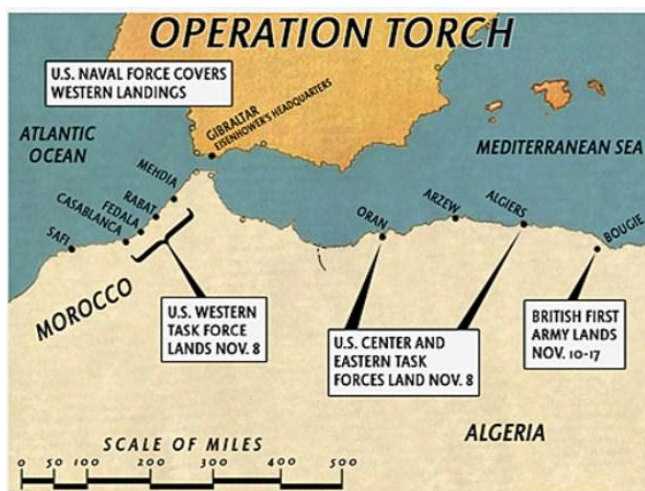 OPERATION TORCH
U.S. NAVAL FORCE COVERS
WESTERN LANDINGS
ATLANTIC
OCEAN
GIBRALTAR
EISENHOWER'S HEADQUARTERS
MEDITERRANEAN SEA
MEHDIA
RABAT
FEDALA
CASABLANCA
SAFI
ORAN
ARZEW
ALGIERS
BOUGIE
MOROCCO
U.S. WESTERN
TASK FORCE
LANDS NOV. 8
U.S. CENTER AND
EASTERN TASK
FORCES LAND NOV. 8
BRITISH FIRST
ARMY LANDS
NOV. 10-17
ALGERIA
SCALE OF MILES
0 50 100 200 300 400 500